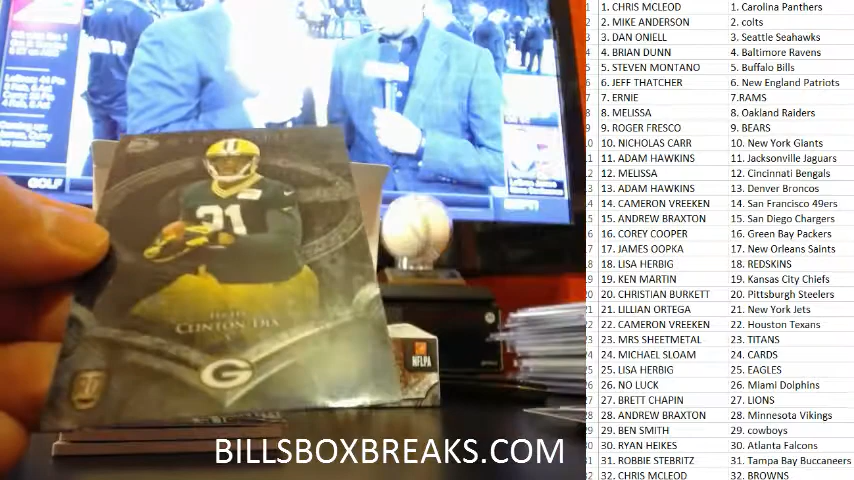 GOLF
ESPN
21
CLINTON-DIX
G
NFLPA
BILLSBOXBREAKS.COM
1. CHRIS MCLEOD 1. Carolina Panthers
2. MIKE ANDERSON 2. colts
3. DAN ONIELL 3. Seattle Seahawks
4. BRIAN DUNN 4. Baltimore Ravens
5. STEVEN MONTANO 5. Buffalo Bills
6. JEFF THATCHER 6. New England Patriots
7. ERNIE 7.RAMS
8. MELISSA 8. Oakland Raiders
9. ROGER FRESCO 9. BEARS
10. NICHOLAS CARR 10. New York Giants
11. ADAM HAWKINS 11. Jacksonville Jaguars
12. MELISSA 12. Cincinnati Bengals
13. ADAM HAWKINS 13. Denver Broncos
14. CAMERON VREEKEN 14. San Francisco 49ers
15. ANDREW BRAXTON 15. San Diego Chargers
16. COREY COOPER 16. Green Bay Packers
17. JAMES OOPKA 17. New Orleans Saints
18. LISA HERBIG 18. REDSKINS
19. KEN MARTIN 19. Kansas City Chiefs
20. CHRISTIAN BURKETT 20. Pittsburgh Steelers
21. LILLIAN ORTEGA 21. New York Jets
22. CAMERON VREEKEN 22. Houston Texans
23. MRS SHEETMETAL 23. TITANS
24. MICHAEL SLOAM 24. CARDS
25. LISA HERBIG 25. EAGLES
26. NO LUCK 26. Miami Dolphins
27. BRETT CHAPIN 27. LIONS
28. ANDREW BRAXTON 28. Minnesota Vikings
29. BEN SMITH 29. cowboys
30. RYAN HEIKES 30. Atlanta Falcons
31. ROBBIE STEBRITZ 31. Tampa Bay Buccaneers
32. CHRIS MCLEOD 32. BROWNS